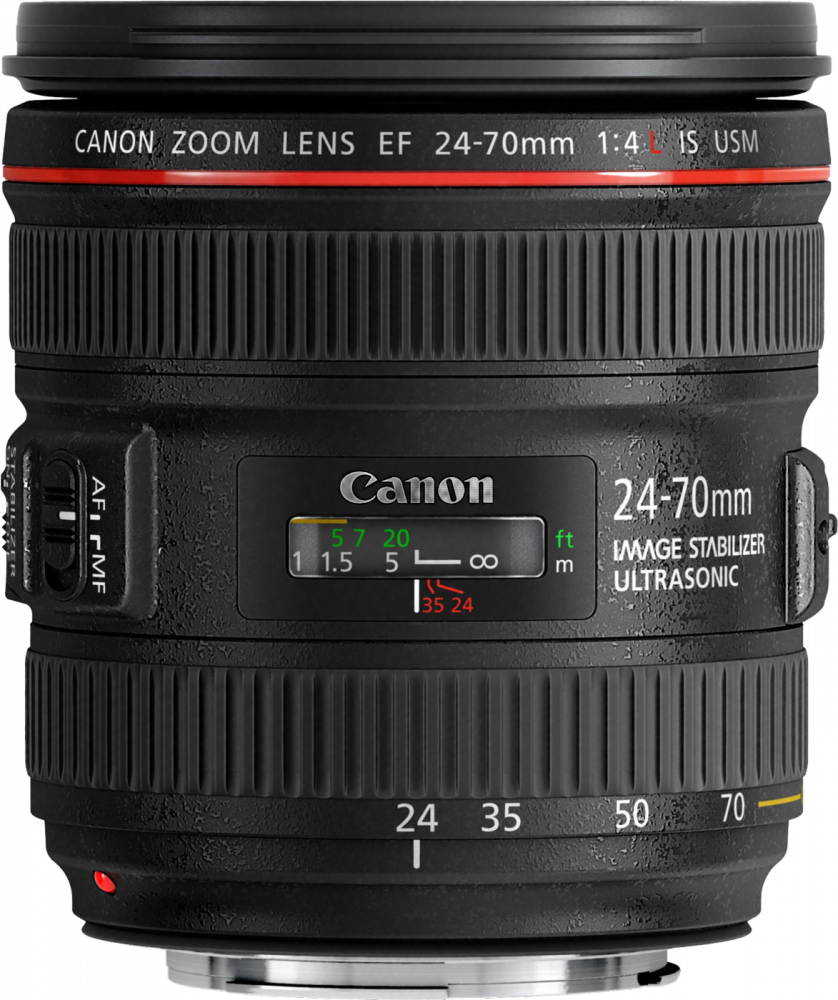 CANON ZOOM LENS EF 24-70mm 1:4 L IS USM
STABILIZER
AF
MF
Canon
24-70mm
IMAGE STABILIZER
ULTRASONIC
5 7 20 ft
1 1.5 5 ∞ m
35 24
24 35 50 70